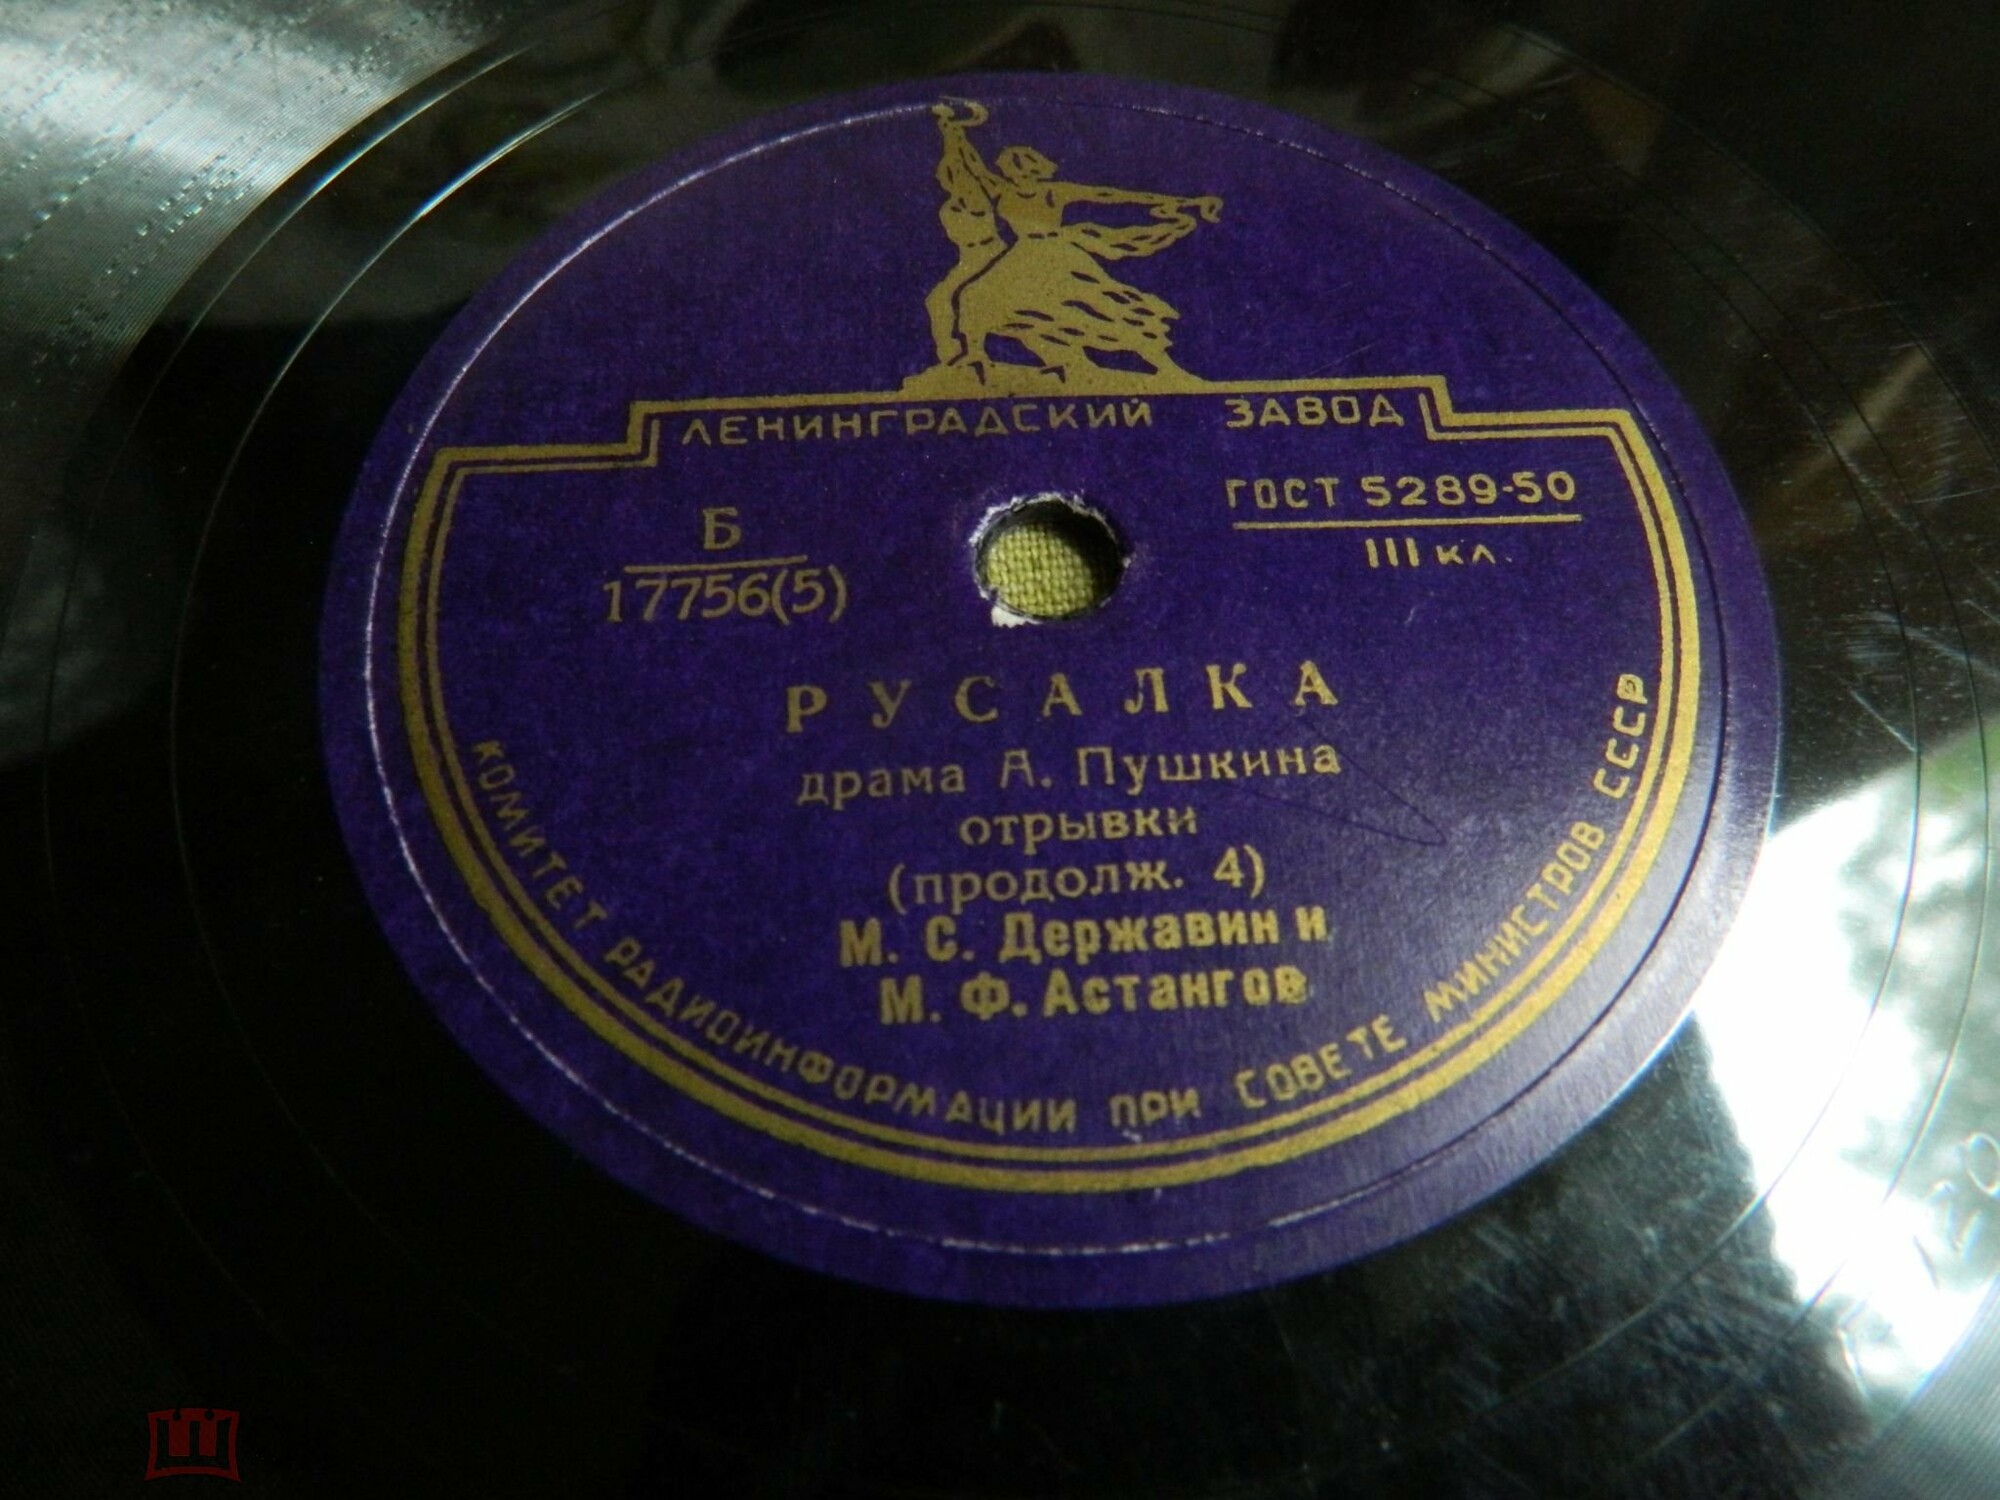 ЛЕНИНГРАДСКИЙ ЗАВОД
ГОСТ 5289-50
III кл.
Б
17756(5)
РУСАЛКА
драма А. Пушкина
отрывки
(продолж. 4)
М. С. Державин и
М. Ф. Астангов
КОМИТЕТ РАДИОИНФОРМАЦИИ ПРИ СОВЕТЕ МИНИСТРОВ СССР